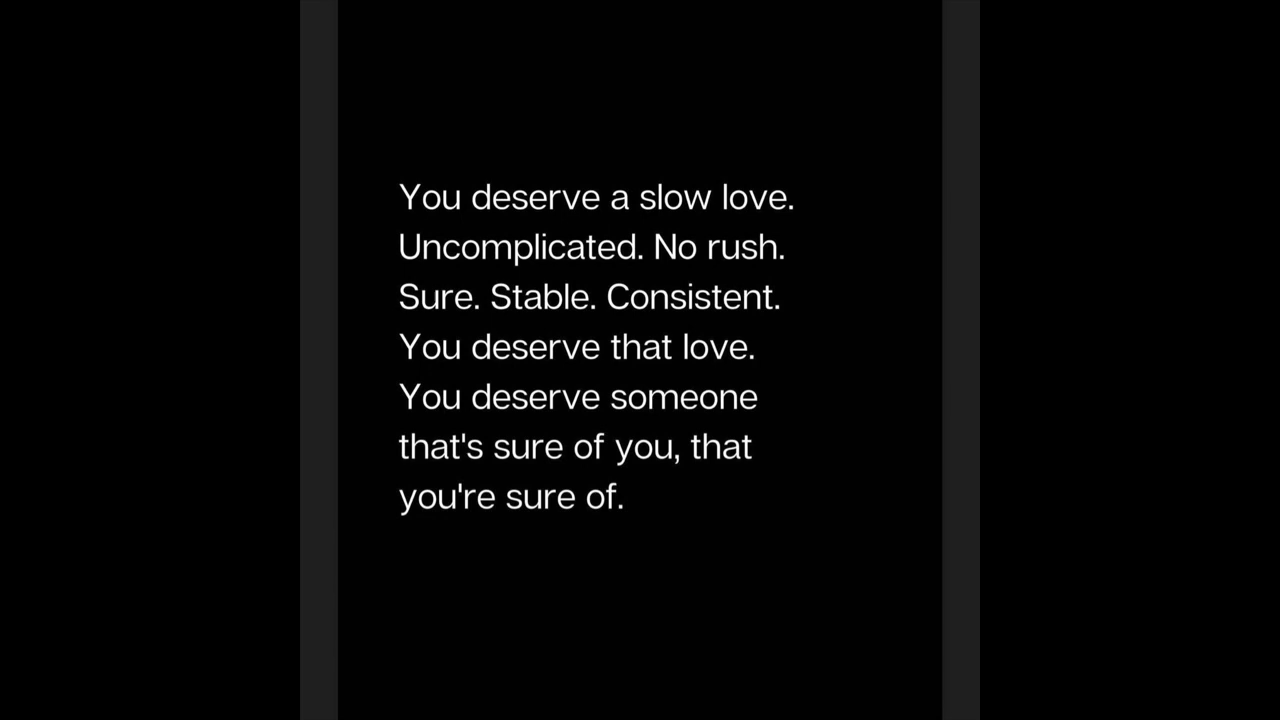 You deserve a slow love.
Uncomplicated. No rush.
Sure. Stable. Consistent.
You deserve that love.
You deserve someone
that's sure of you, that
you're sure of.